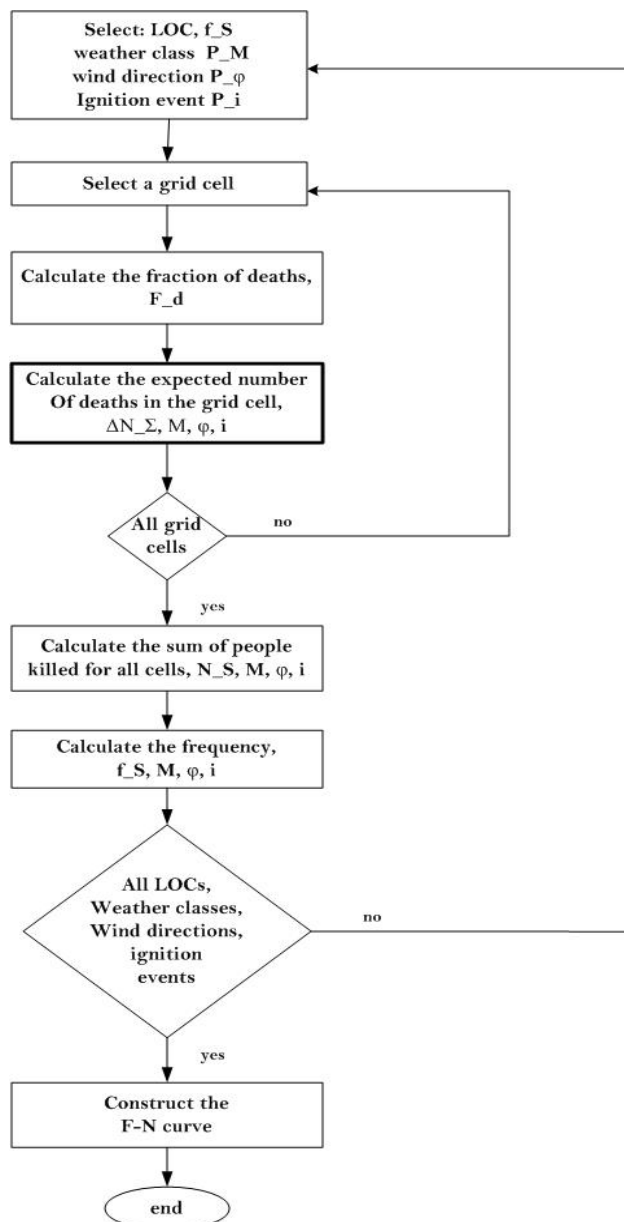 Select: LOC, f_S
weather class P_M
wind direction P_φ
Ignition event P_i
Select a grid cell
Calculate the fraction of deaths,
F_d
Calculate the expected number
Of deaths in the grid cell,
ΔN_Σ, M, φ, i
All grid
cells
no
yes
Calculate the sum of people
killed for all cells, N_S, M, φ, i
Calculate the frequency,
f_S, M, φ, i
All LOCs,
Weather classes,
Wind directions,
ignition
events
no
yes
Construct the
F-N curve
end